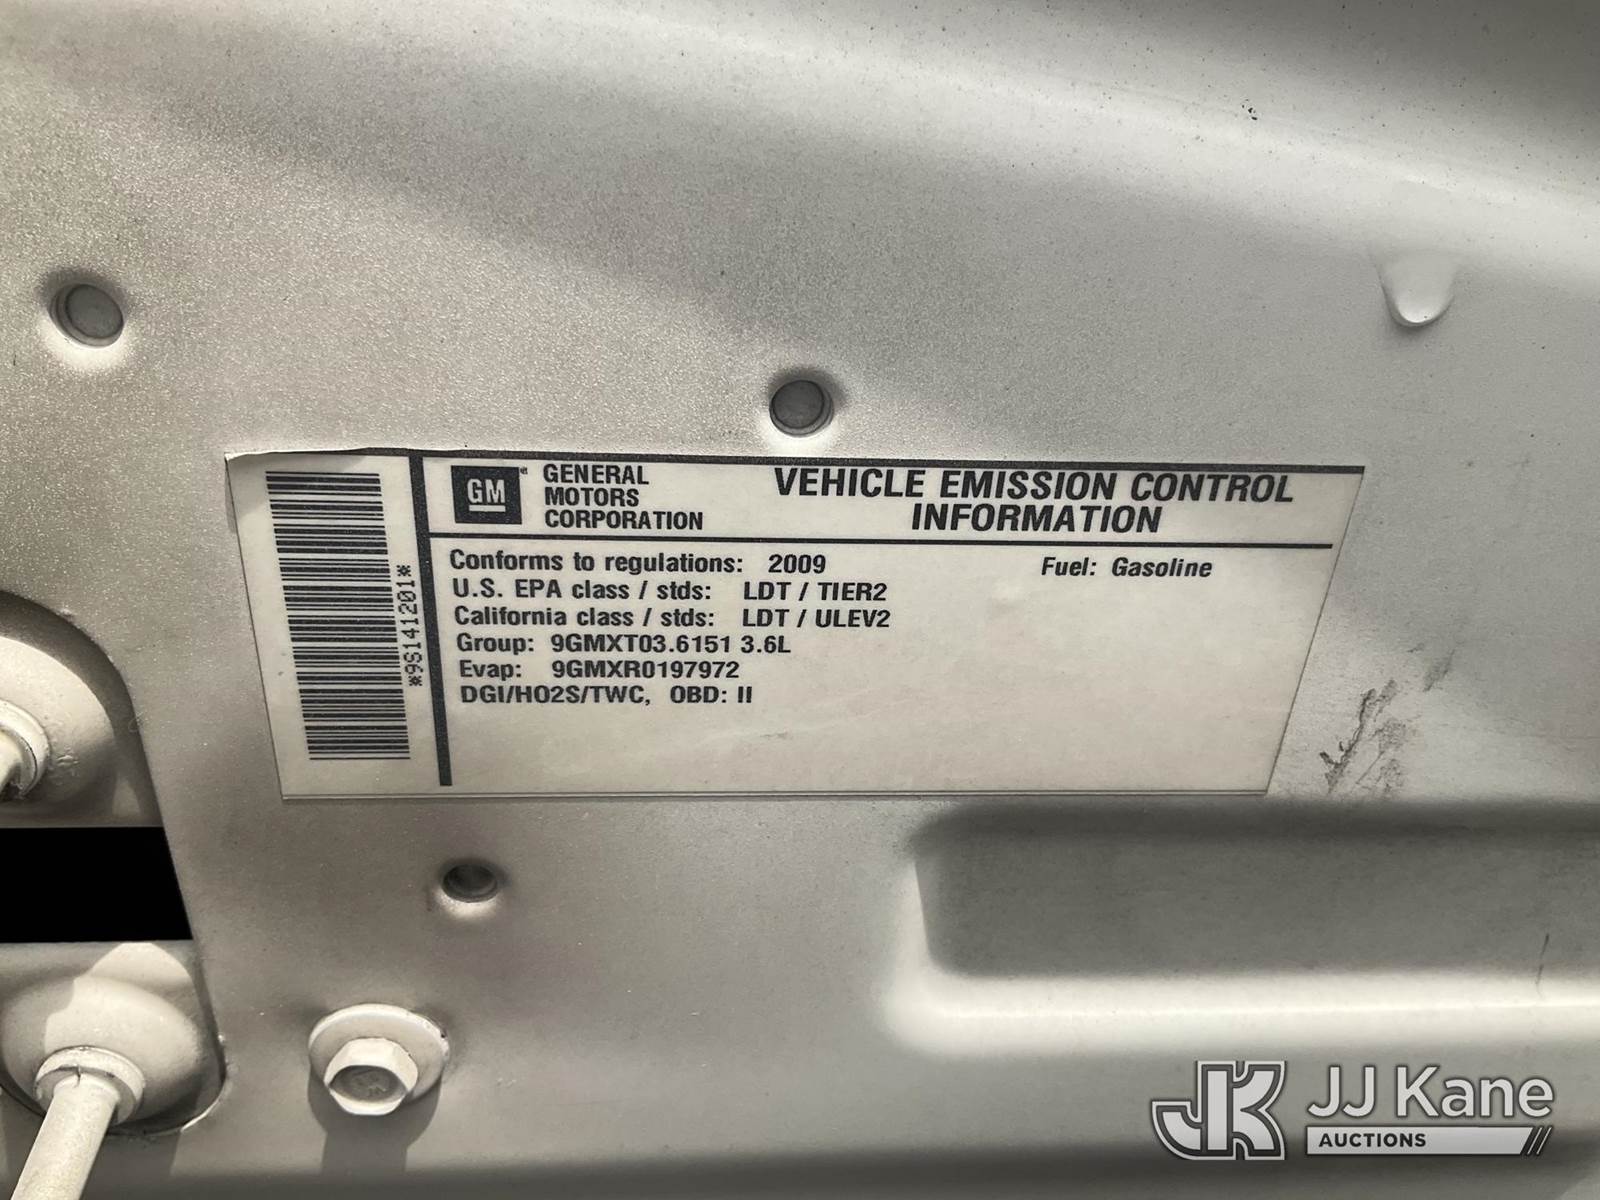 GM
GENERAL
MOTORS
CORPORATION
VEHICLE EMISSION CONTROL
INFORMATION
Conforms to regulations: 2009 Fuel: Gasoline
U.S. EPA class / stds: LDT / TIER2
California class / stds: LDT / ULEV2
Group: 9GMXT03.6151 3.6L
Evap: 9GMXR0197972
DGI/HO2S/TWC, OBD: II
*9S141201*
JK JJ Kane
AUCTIONS